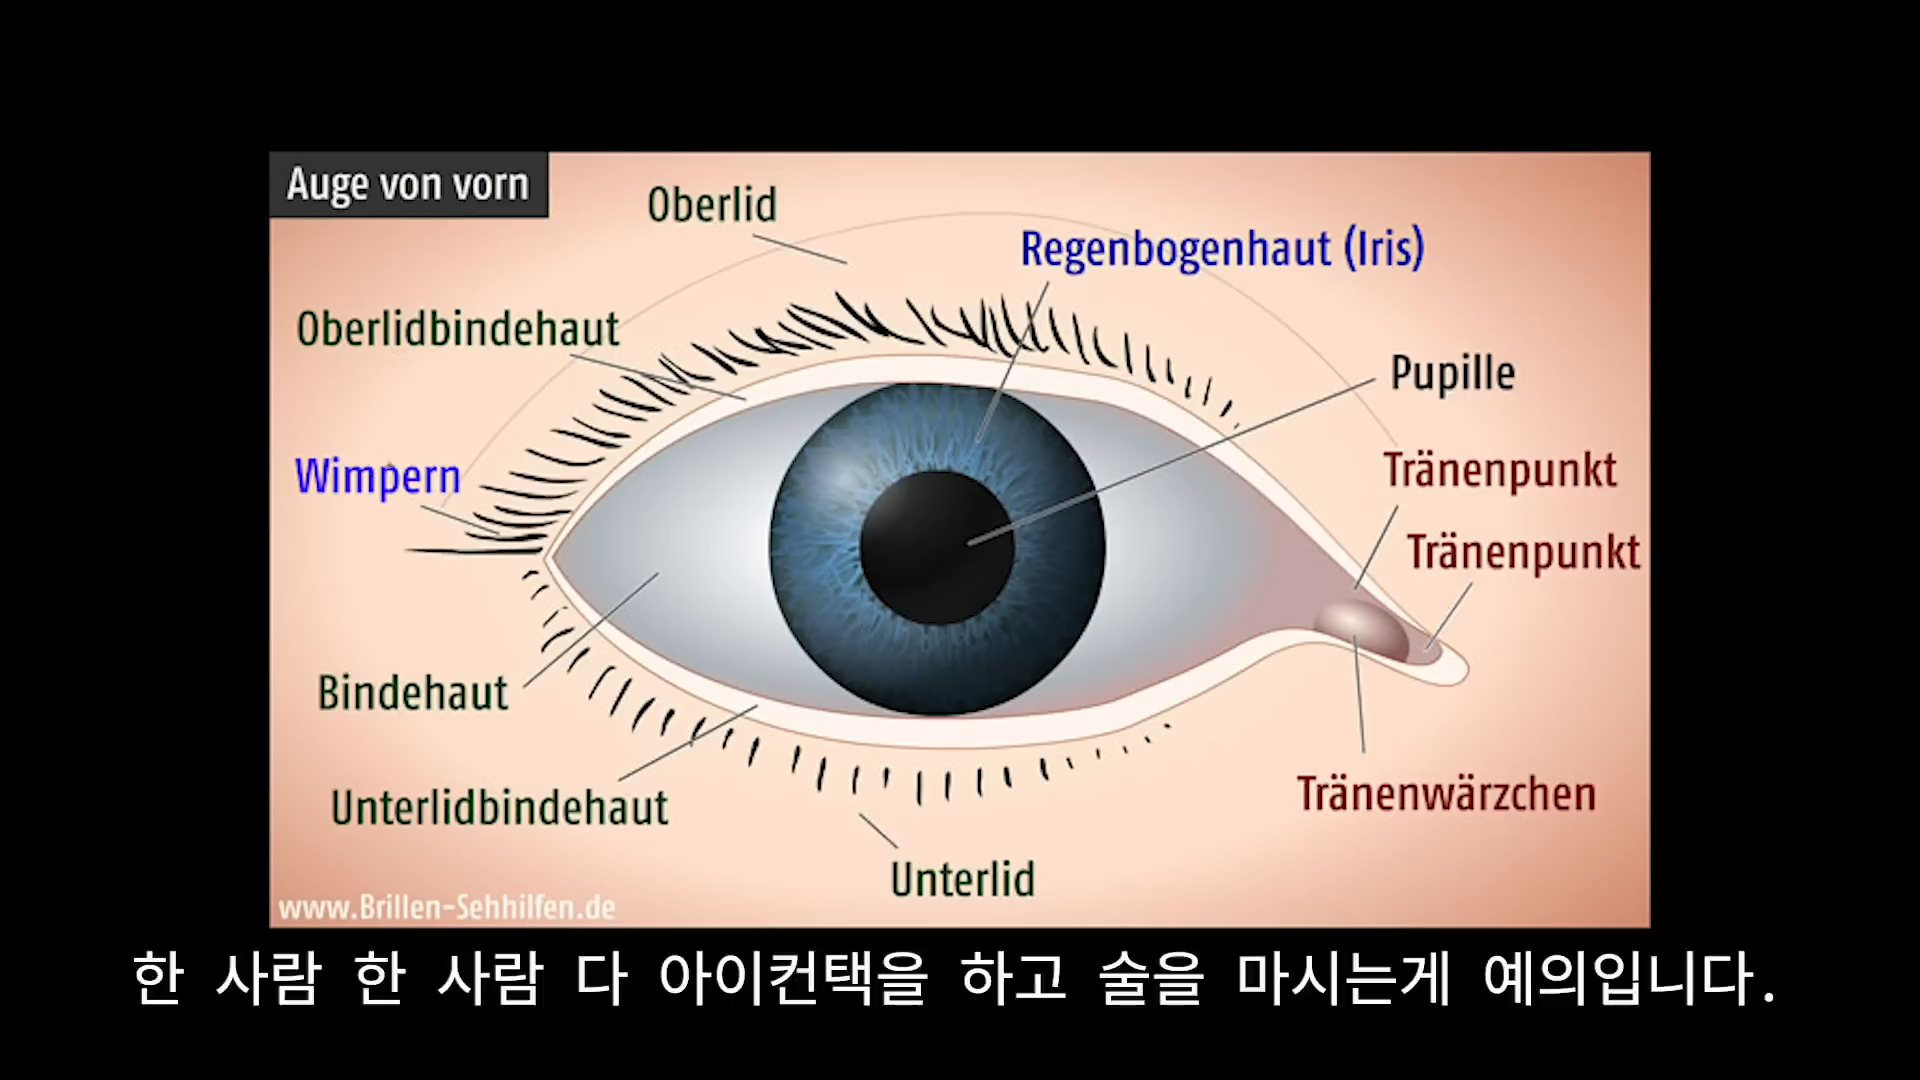 Auge von vorn
Oberlid
Regenbogenhaut (Iris)
Oberlidbindehaut
Pupille
Wimpern
Tränenpunkt
Tränenpunkt
Bindehaut
Unterlidbindehaut
Tränenwärzchen
Unterlid
www.Brillen-Sehhilfen.de
한 사람 한 사람 다 아이컨택을 하고 술을 마시는게 예의입니다.